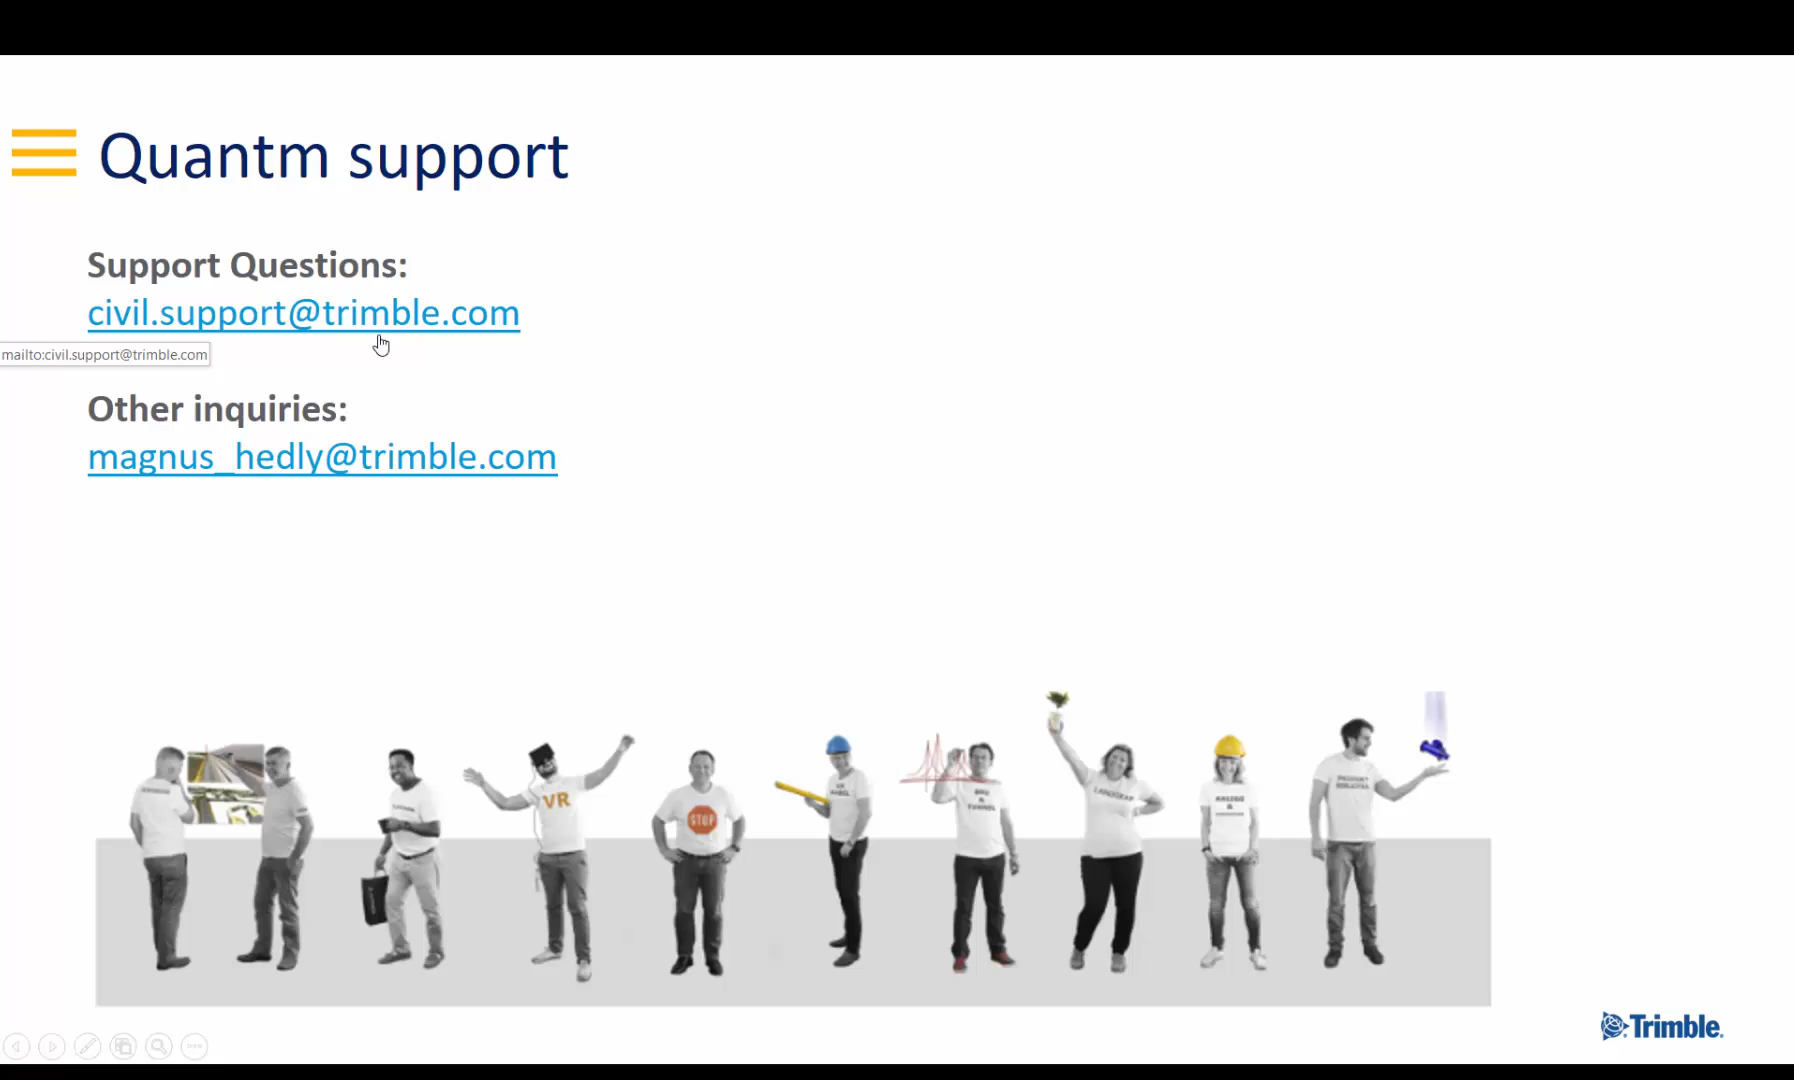 Quantm support
Support Questions:
civil.support@trimble.com
mailto:civil.support@trimble.com
Other inquiries:
magnus_hedly@trimble.com
VR
STOP
LANDSKAP
&
Trimble.